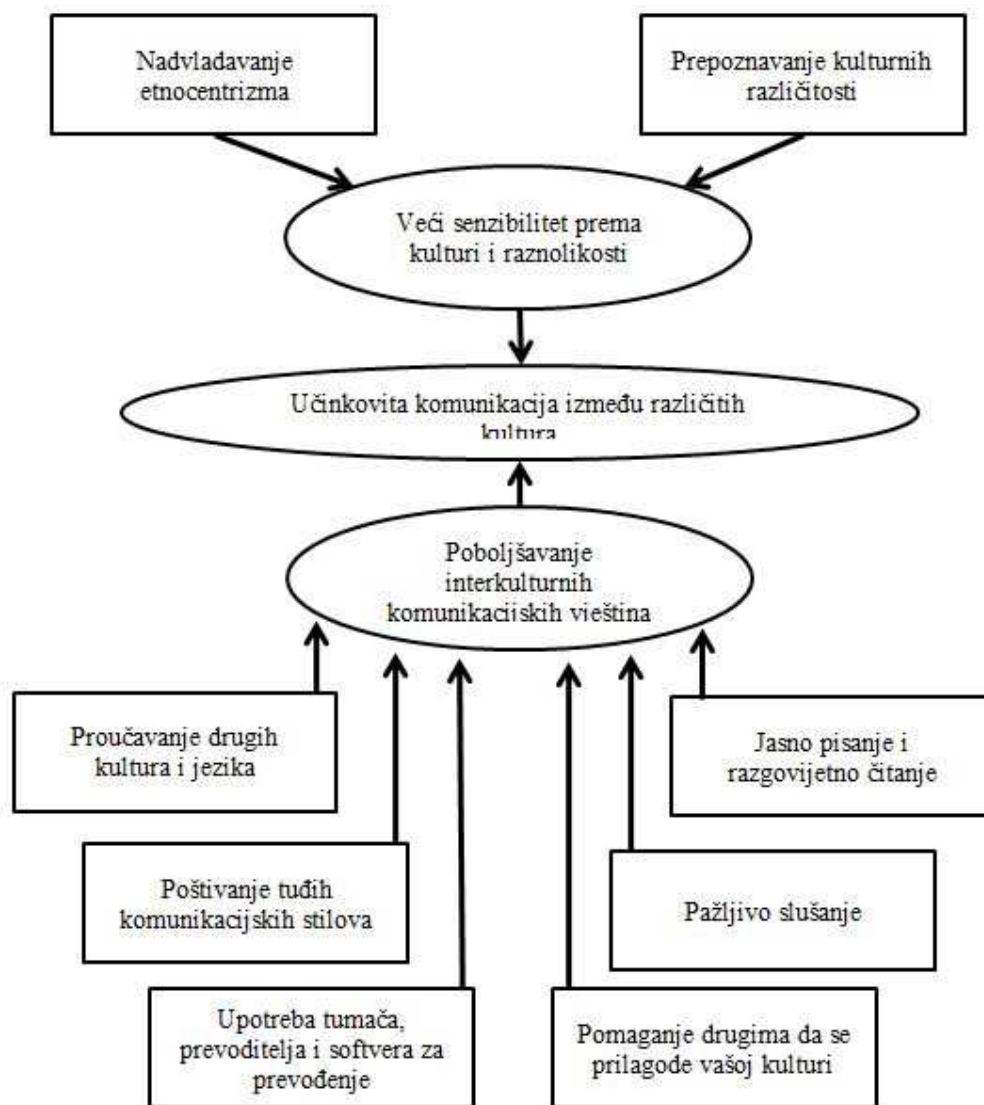 Nadvlađavanje
etnocentrizma
Prepoznavanje kulturnih
različitosti
Veći senzibilitet prema
kulturi i raznolikosti
Učinkovita komunikacija između različitih
kultura
Poboljšavanje
interkulturnih
komunikacijskih vještina
Proučavanje drugih
kultura i jezika
Jasno pisanje i
razgovijetno čitanje
Poštivanje tuđih
komunikacijskih stilova
Pažljivo slušanje
Upotreba tumača,
prevoditelja i softvera za
prevođenje
Pomaganje drugima da se
prilagode vašoj kulturi